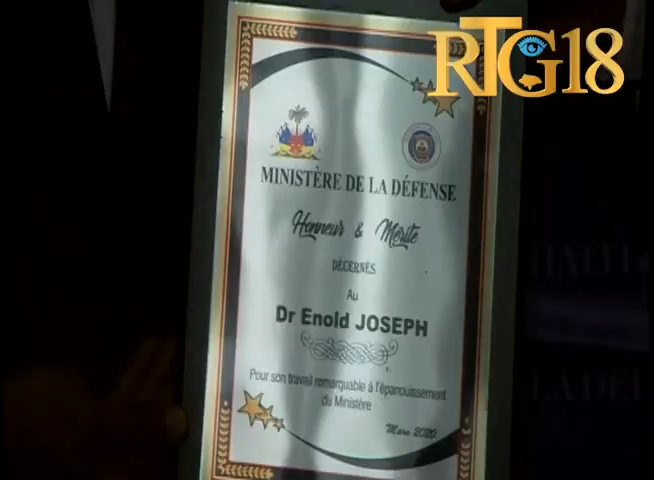 RTG18
MINISTÈRE DE LA DÉFENSE
Honneur & Mérite
DÉCERNÉS
Au
Dr Enold JOSEPH
Pour son travail remarquable à l'épanouissement
du Ministère
Mars 2020